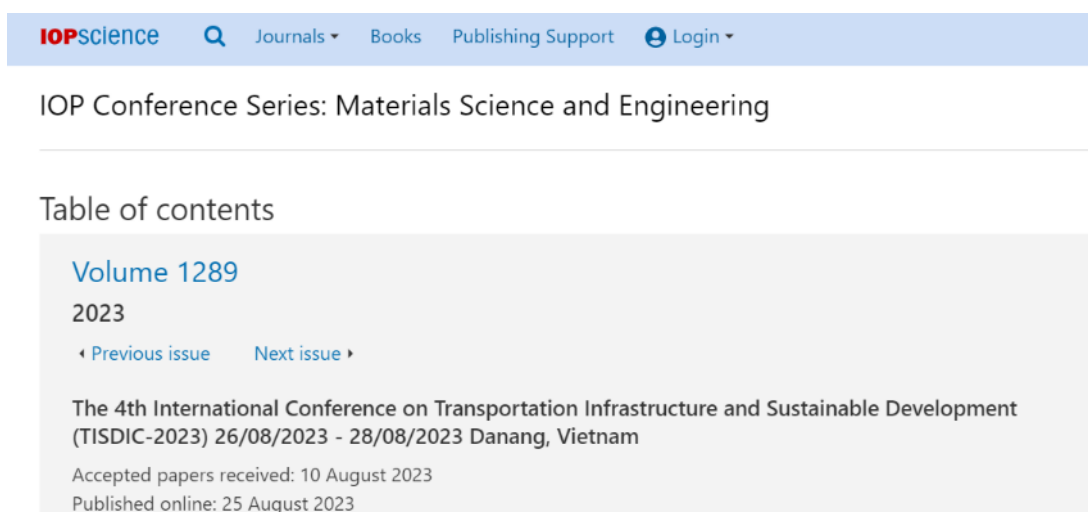 IOPSCIENCE Journals Books Publishing Support Login
IOP Conference Series: Materials Science and Engineering
Table of contents
Volume 1289
2023
Previous issue Next issue
The 4th International Conference on Transportation Infrastructure and Sustainable Development
(TISDIC-2023) 26/08/2023 - 28/08/2023 Danang, Vietnam
Accepted papers received: 10 August 2023
Published online: 25 August 2023